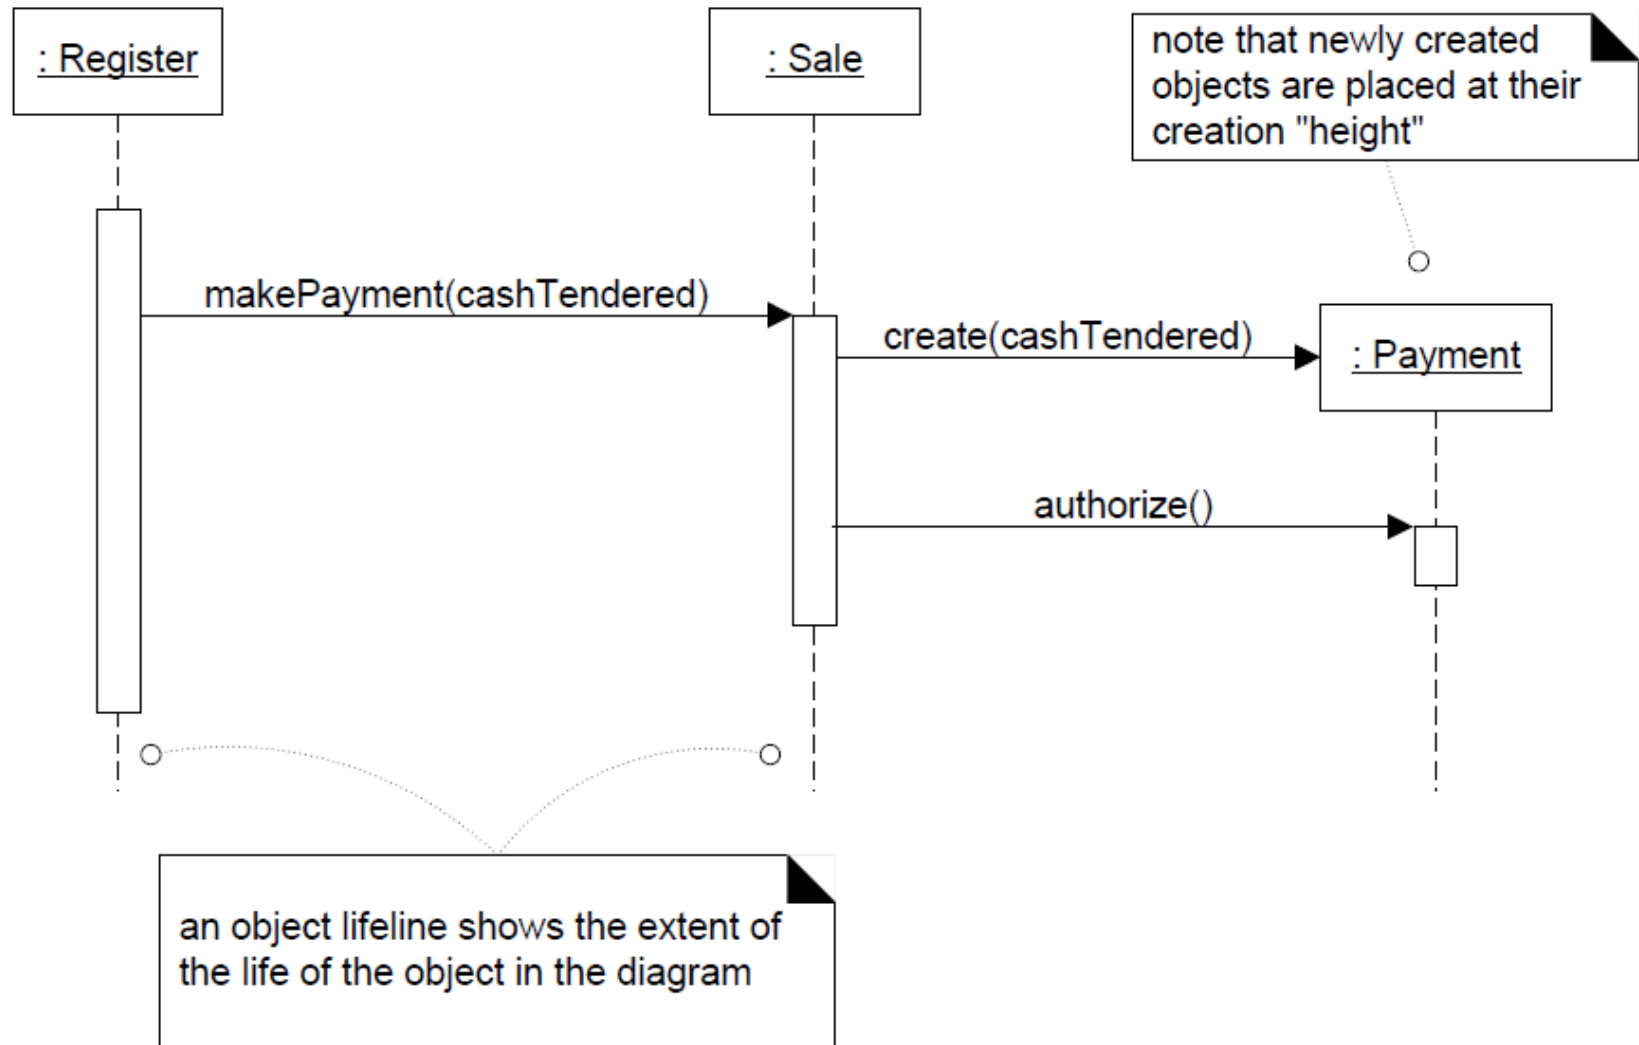 : Register
: Sale
note that newly created
objects are placed at their
creation "height"
makePayment(cashTendered)
create(cashTendered)
: Payment
authorize()
an object lifeline shows the extent of
the life of the object in the diagram